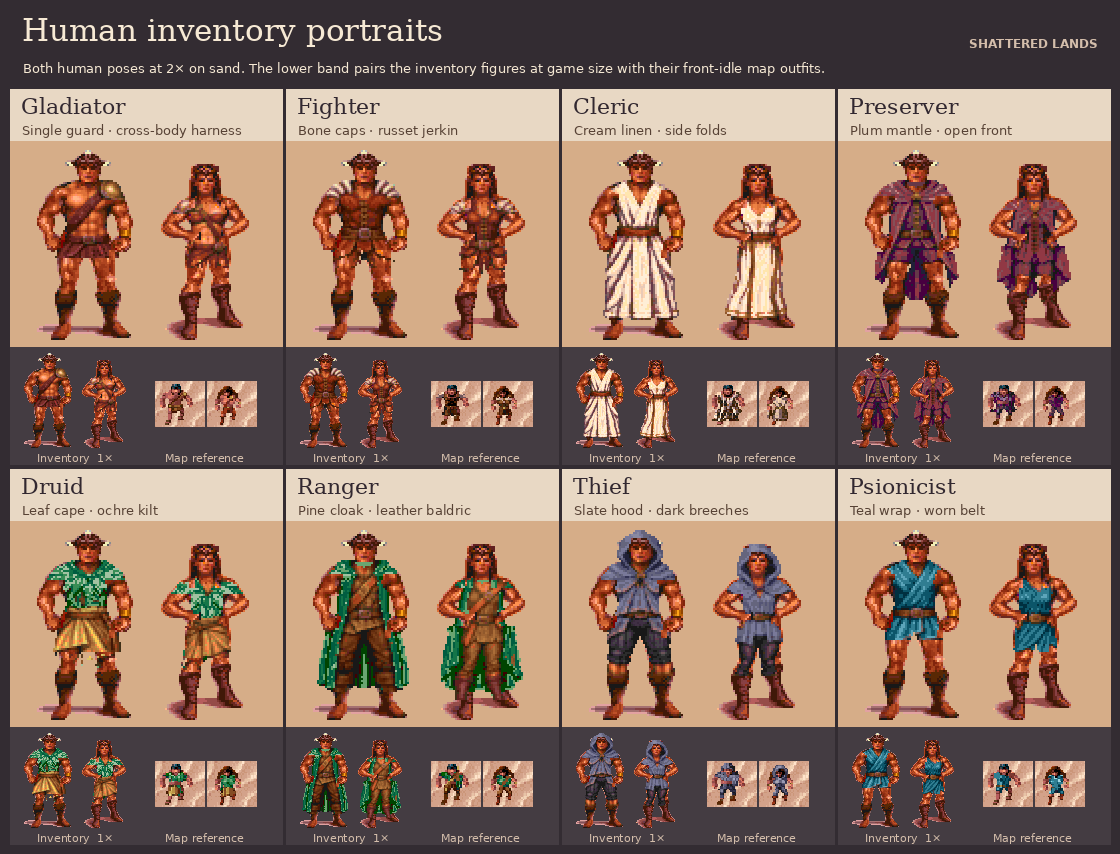 Human inventory portraits
SHATTERED LANDS
Both human poses at 2× on sand. The lower band pairs the inventory figures at game size with their front-idle map outfits.
Gladiator
Single guard · cross-body harness
Fighter
Bone caps · russet jerkin
Cleric
Cream linen · side folds
Preserver
Plum mantle · open front
Inventory 1×
Map reference
Inventory 1×
Map reference
Inventory 1×
Map reference
Inventory 1×
Map reference
Druid
Leaf cape · ochre kilt
Ranger
Pine cloak · leather baldric
Thief
Slate hood · dark breeches
Psionicist
Teal wrap · worn belt
Inventory 1×
Map reference
Inventory 1×
Map reference
Inventory 1×
Map reference
Inventory 1×
Map reference